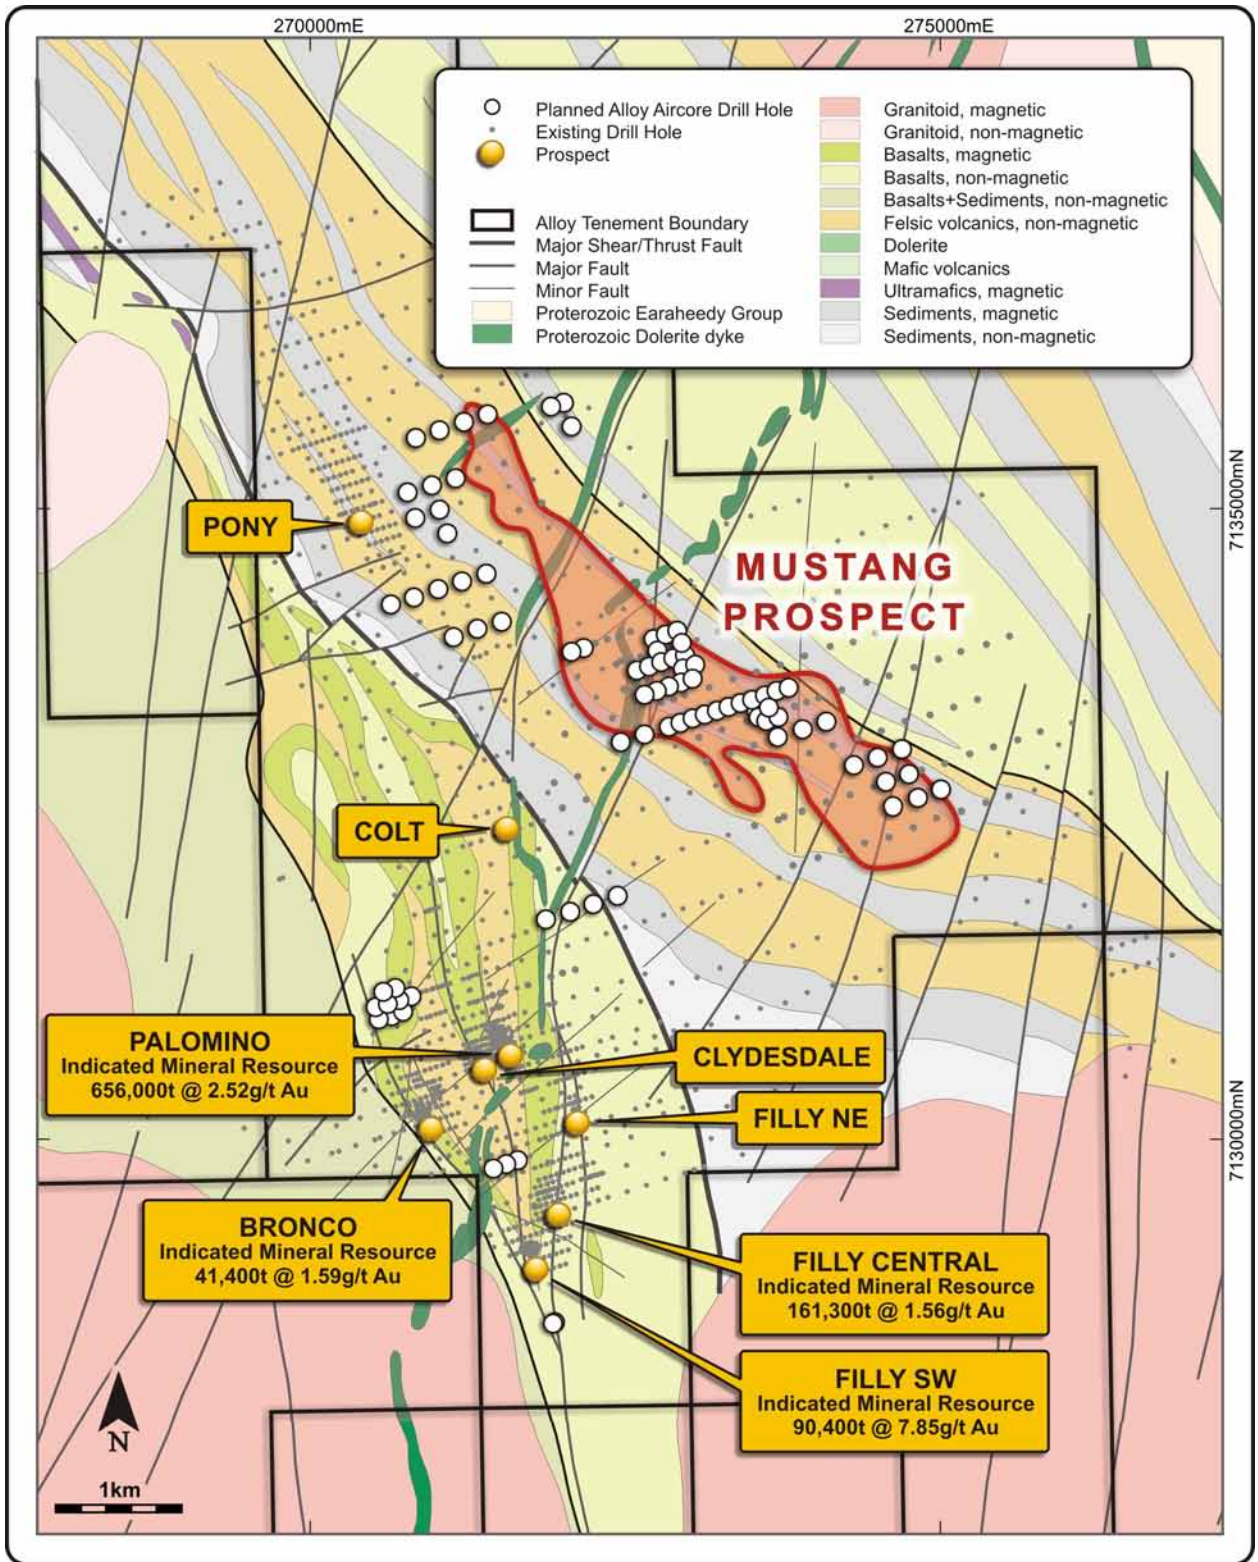 270000mE
275000mE
Planned Alloy Aircore Drill Hole
Existing Drill Hole
Prospect
Alloy Tenement Boundary
Major Shear/Thrust Fault
Major Fault
Minor Fault
Proterozoic Earaheedy Group
Proterozoic Dolerite dyke
Granitoid, magnetic
Granitoid, non-magnetic
Basalts, magnetic
Basalts, non-magnetic
Basalts+Sediments, non-magnetic
Felsic volcanics, non-magnetic
Dolerite
Mafic volcanics
Ultramafics, magnetic
Sediments, magnetic
Sediments, non-magnetic
7135000mN
PONY
MUSTANG
PROSPECT
COLT
PALOMINO
Indicated Mineral Resource
656,000t @ 2.52g/t Au
CLYDESDALE
FILLY NE
7130000mN
BRONCO
Indicated Mineral Resource
41,400t @ 1.59g/t Au
FILLY CENTRAL
Indicated Mineral Resource
161,300t @ 1.56g/t Au
FILLY SW
Indicated Mineral Resource
90,400t @ 7.85g/t Au
N
1km